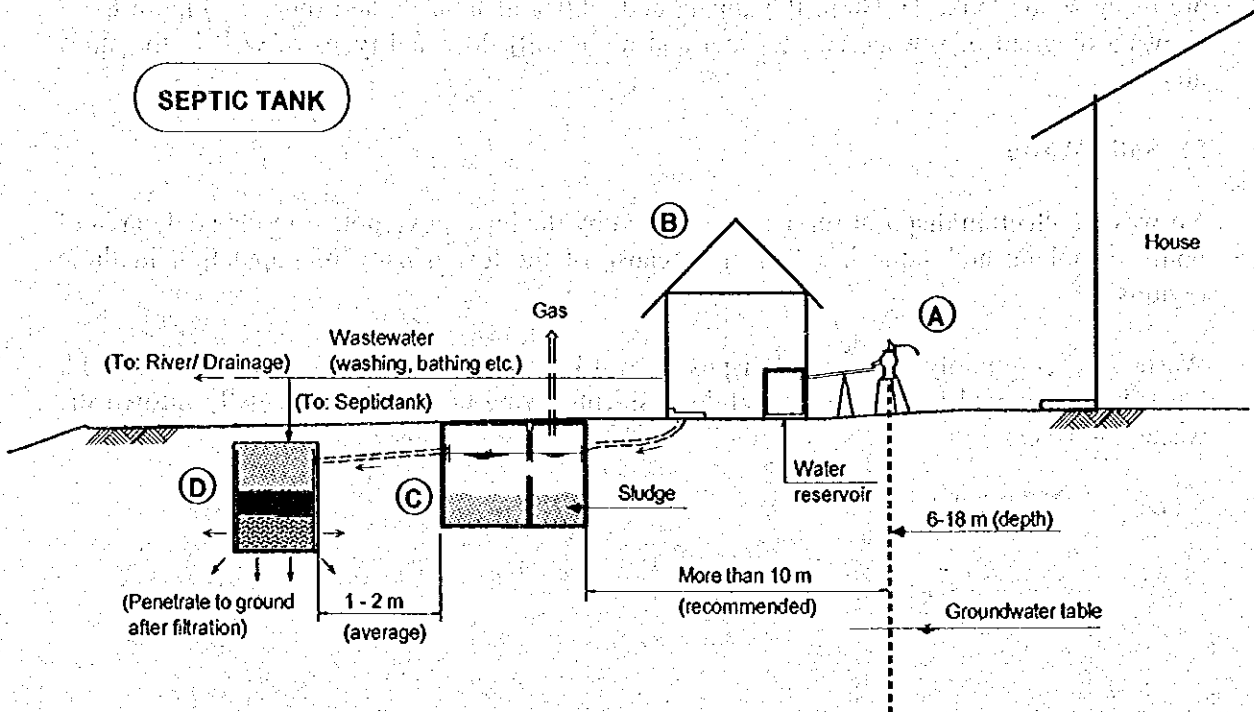 SEPTIC TANK
B
House
Gas
A
Wastewater
(washing, bathing etc.)
(To: River/ Drainage)
(To: Septictank)
D
C
Sludge
Water
reservoir
6-18 m (depth)
More than 10 m
(recommended)
(Penetrate to ground
after filtration)
1 - 2 m
(average)
Groundwater table